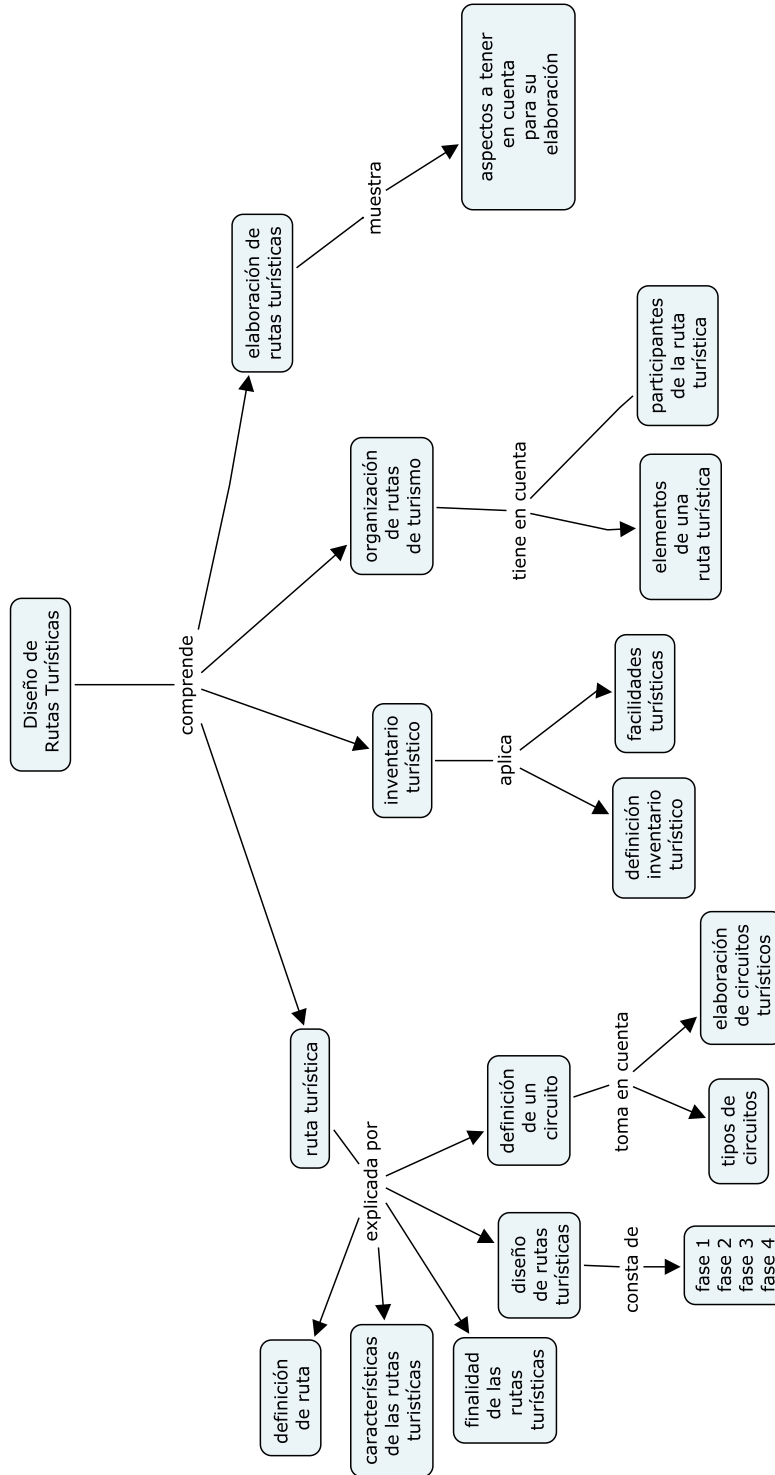 Diseño de
Rutas Turísticas
comprende
ruta turística
explicada por
definición
de ruta
características
de las rutas
turistícas
finalidad
de las
rutas
turísticas
diseño
de rutas
turísticas
consta de
fase 1
fase 2
fase 3
fase 4
definición
de un
circuito
toma en cuenta
tipos de
circuitos
elaboración
de circuitos
turísticos
inventario
turístico
aplica
definición
inventario
turístico
facilidades
turísticas
organización
de rutas
de turismo
tiene en cuenta
elementos
de una
ruta turística
participantes
de la ruta
turística
elaboración de
rutas turísticas
muestra
aspectos a tener
en cuenta
para su
elaboración